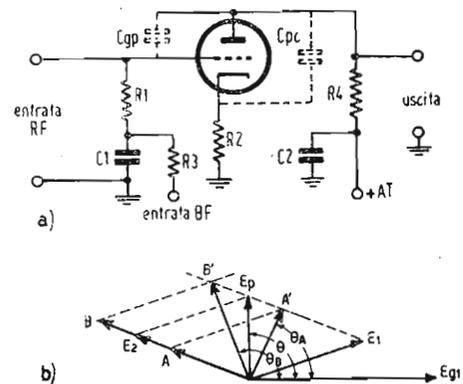 Cgp
Cpc
R1
R4
entrata
RF
uscita
R2
C1
R3
C2
+AT
entrata BF
a)
B'
Ep
A'
B
E2
A
θ
θA
θB
E1
Eg1
b)